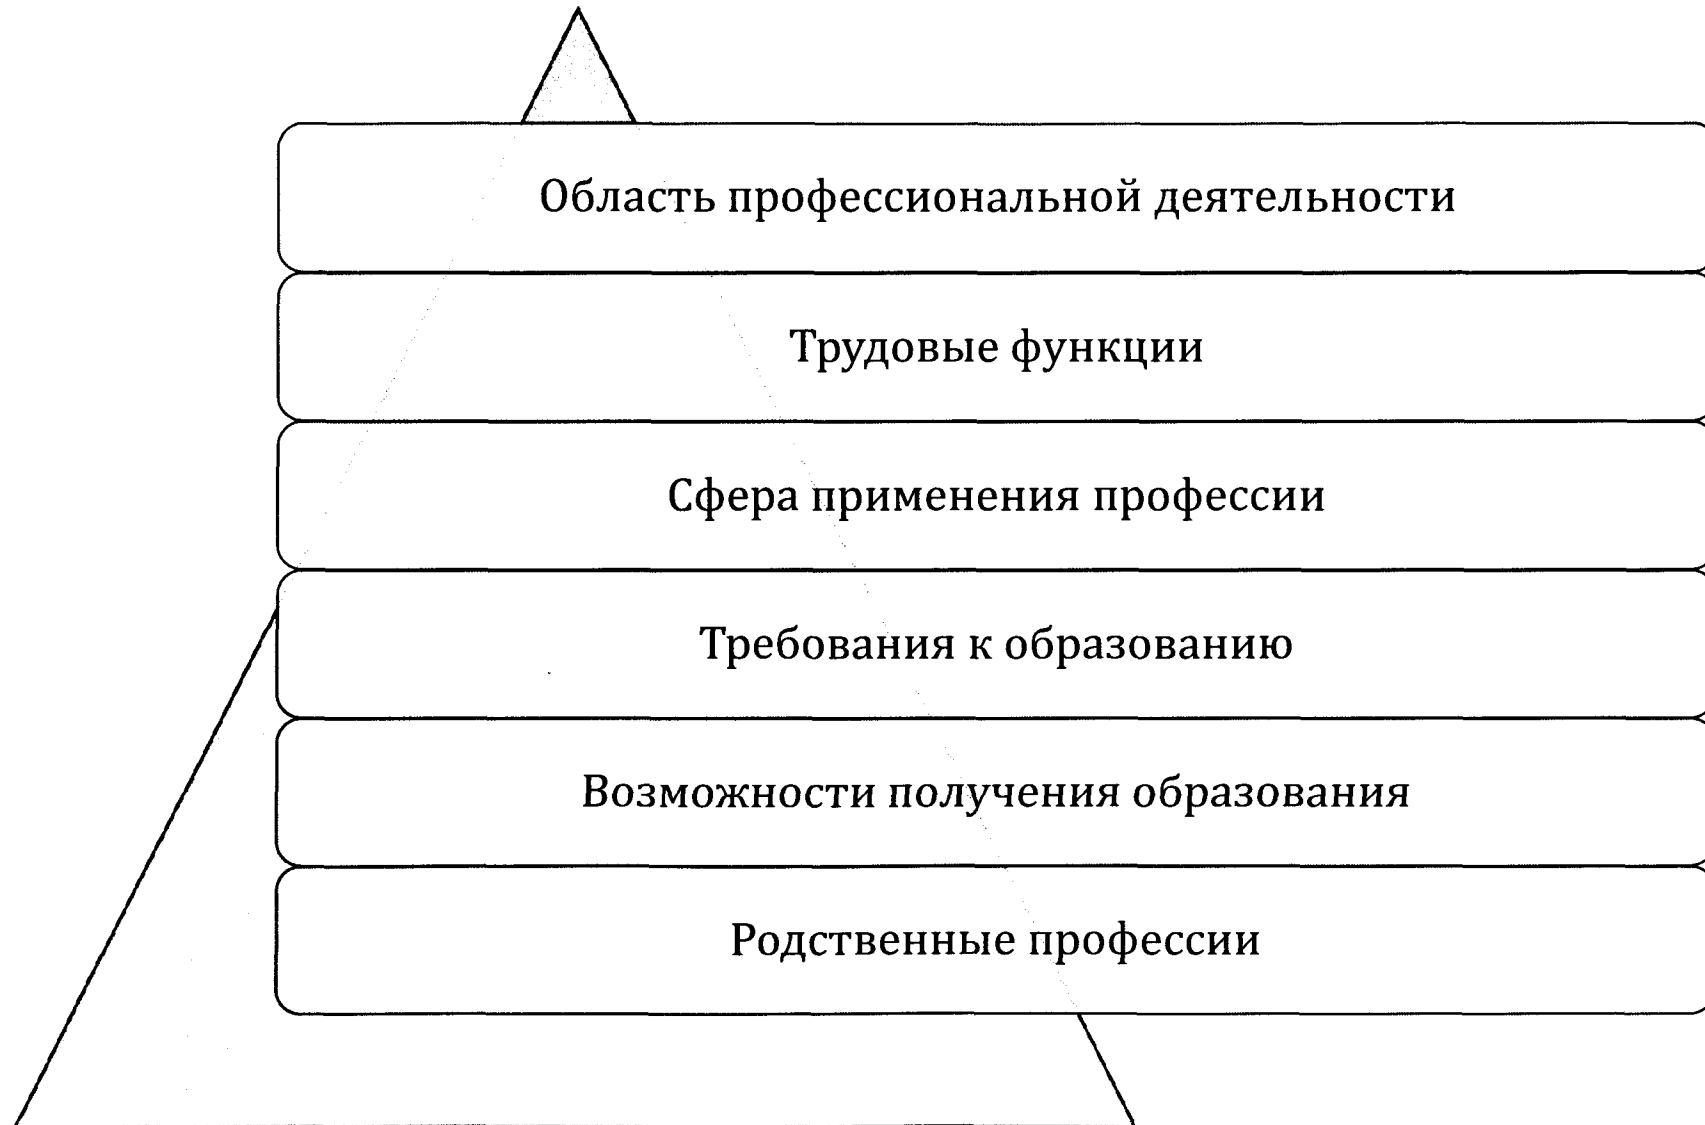 Область профессиональной деятельности
Трудовые функции
Сфера применения профессии
Требования к образованию
Возможности получения образования
Родственные профессии